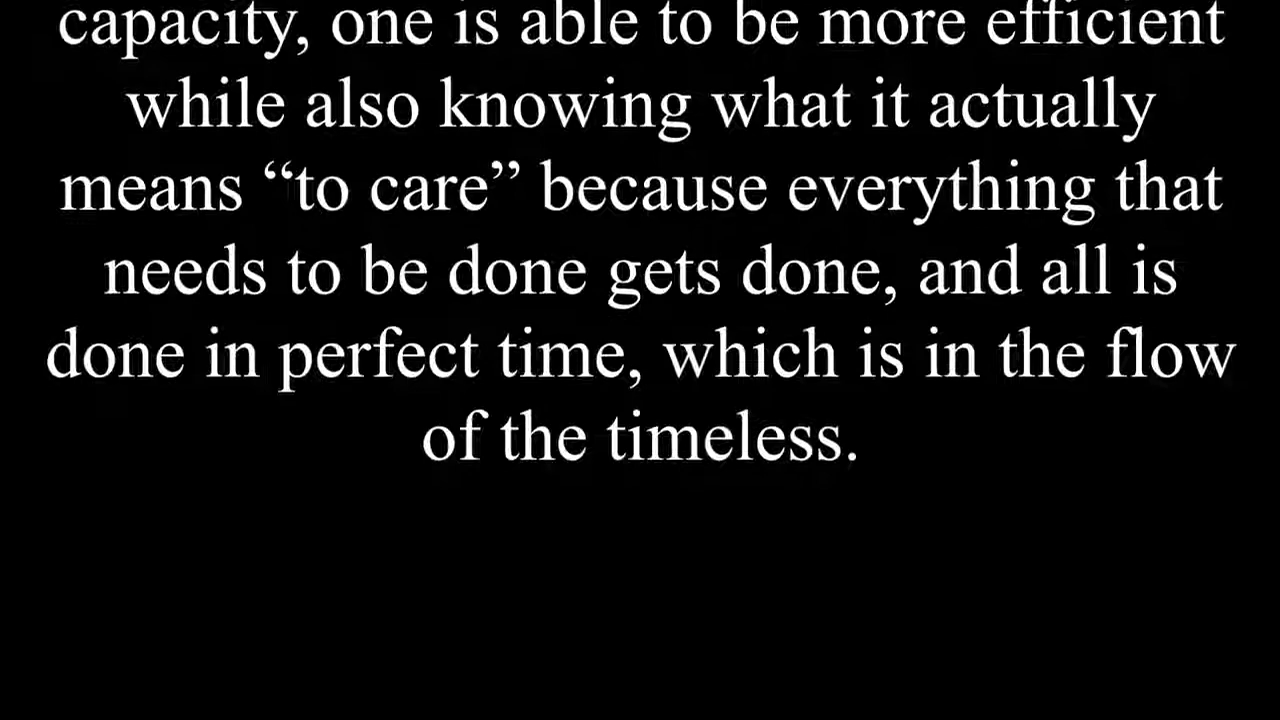 capacity, one is able to be more efficient
while also knowing what it actually
means “to care” because everything that
needs to be done gets done, and all is
done in perfect time, which is in the flow
of the timeless.